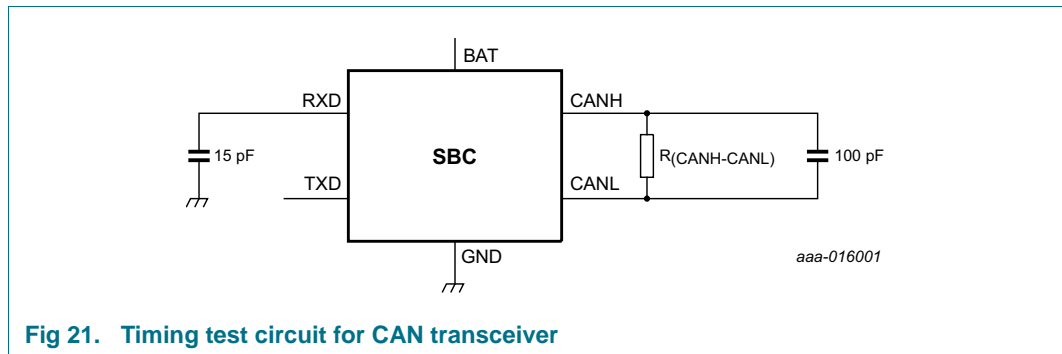 BAT
RXD
CANH
15 pF
SBC
R(CANH-CANL)
100 pF
TXD
CANL
GND
aaa-016001
Fig 21. Timing test circuit for CAN transceiver